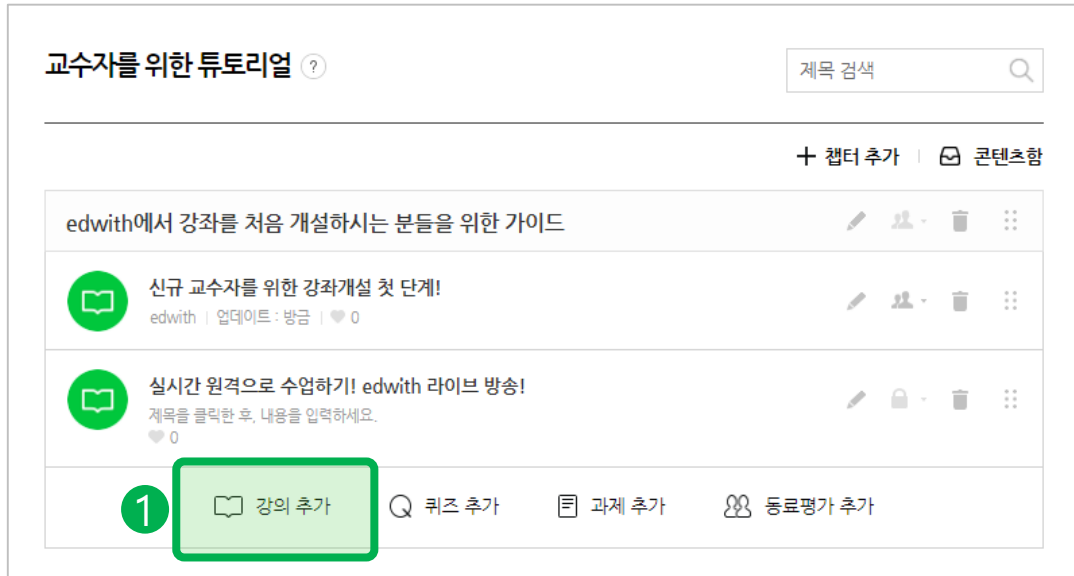 교수자를 위한 튜토리얼 ?
제목 검색
챕터 추가 | 콘텐츠함
edwith에서 강좌를 처음 개설하시는 분들을 위한 가이드
신규 교수자를 위한 강좌개설 첫 단계!
edwith | 업데이트 : 방금 | 0
실시간 원격으로 수업하기! edwith 라이브 방송!
제목을 클릭한 후, 내용을 입력하세요.
0
1 강의 추가 퀴즈 추가 과제 추가 동료평가 추가